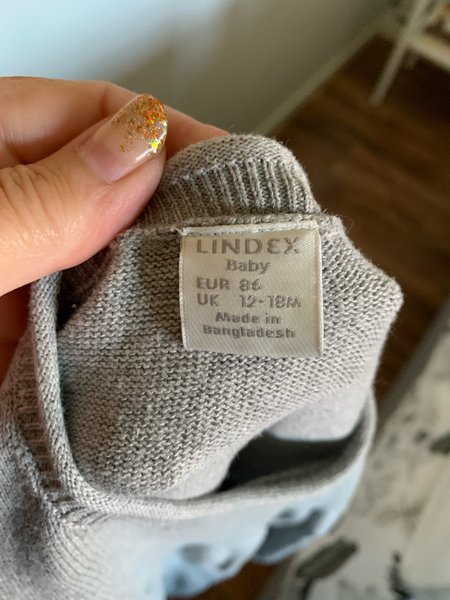 LINDEX
Baby
EUR 86
UK 12-18M
Made in
Bangladesh